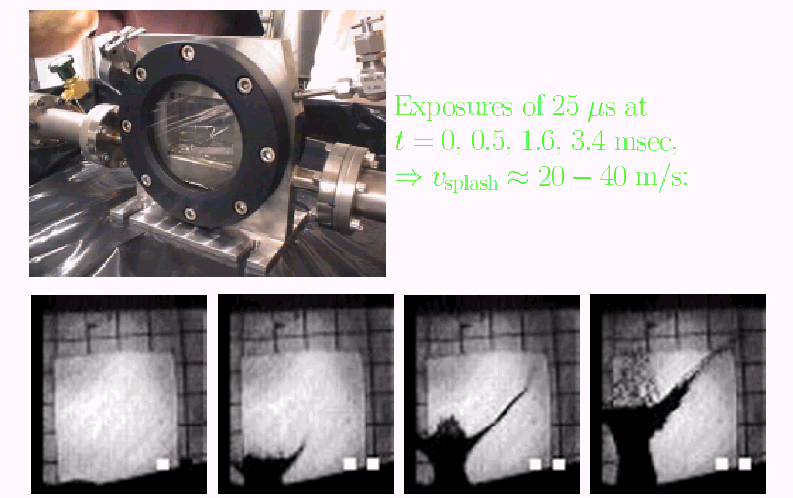 Exposures of 25 μs at
t = 0, 0.5, 1.6, 3.4 msec,
⇒ v_splash ≈ 20 − 40 m/s: